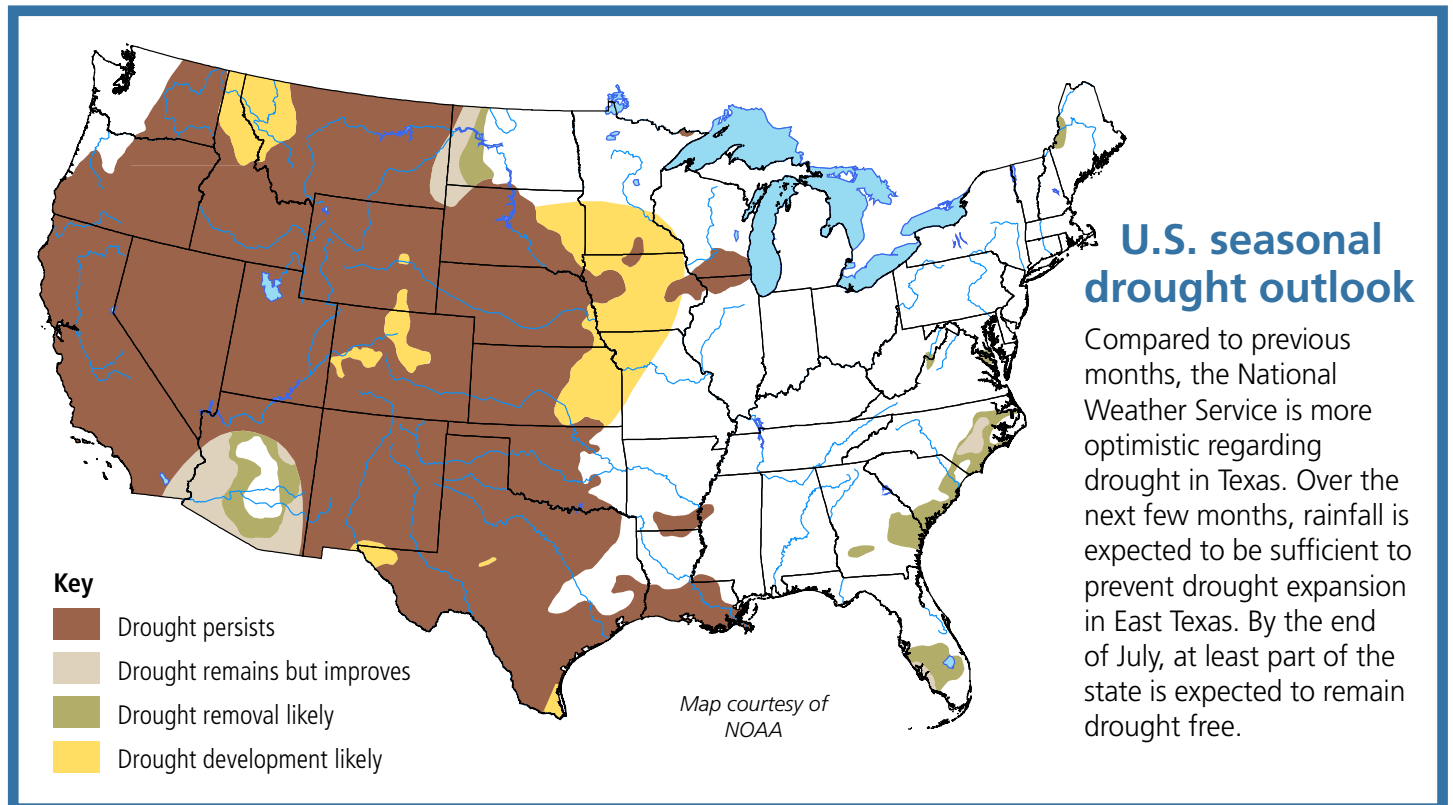 U.S. seasonal
drought outlook
Compared to previous
months, the National
Weather Service is more
optimistic regarding
drought in Texas. Over the
next few months, rainfall is
expected to be sufficient to
prevent drought expansion
in East Texas. By the end
of July, at least part of the
state is expected to remain
drought free.
Key
Drought persists
Drought remains but improves
Drought removal likely
Drought development likely
Map courtesy of
NOAA